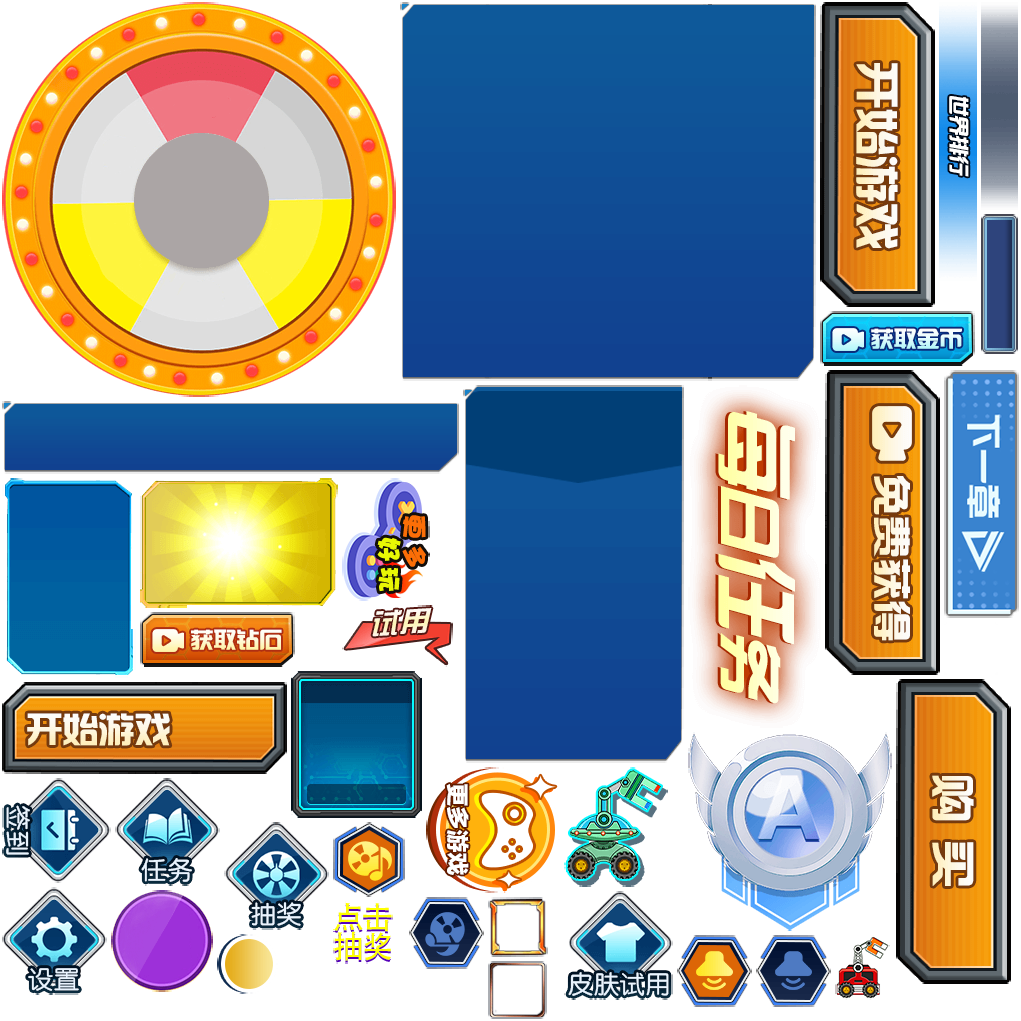 开始游戏
世界排行
获取金币
每日任务
免费获得
下一章
更多
好玩
试用
获取钻石
开始游戏
购买
更多游戏
A
签到
任务
抽奖
点击
抽奖
设置
皮肤试用